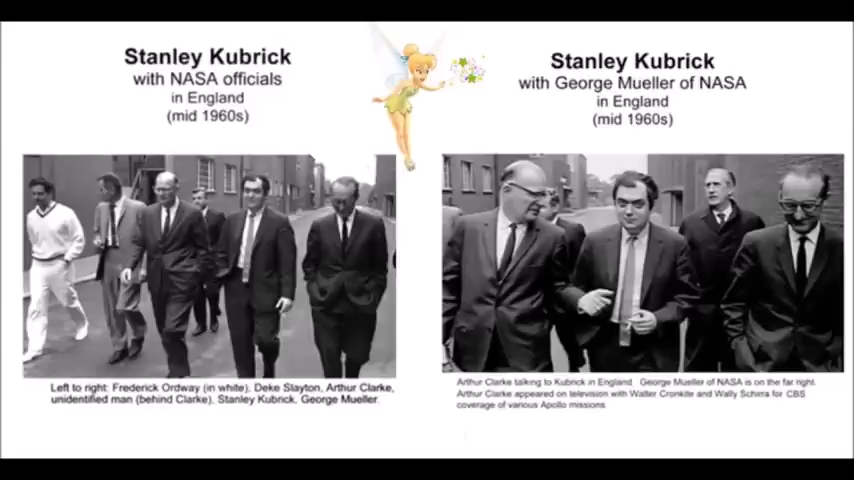 Stanley Kubrick
with NASA officials
in England
(mid 1960s)
Left to right: Frederick Ordway (in white), Deke Slayton, Arthur Clarke,
unidentified man (behind Clarke), Stanley Kubrick, George Mueller.
Stanley Kubrick
with George Mueller of NASA
in England
(mid 1960s)
Arthur Clarke talking to Kubrick in England. George Mueller of NASA is on the far right.
Arthur Clarke appeared on television with Walter Cronkite and Wally Schirra for CBS
coverage of various Apollo missions